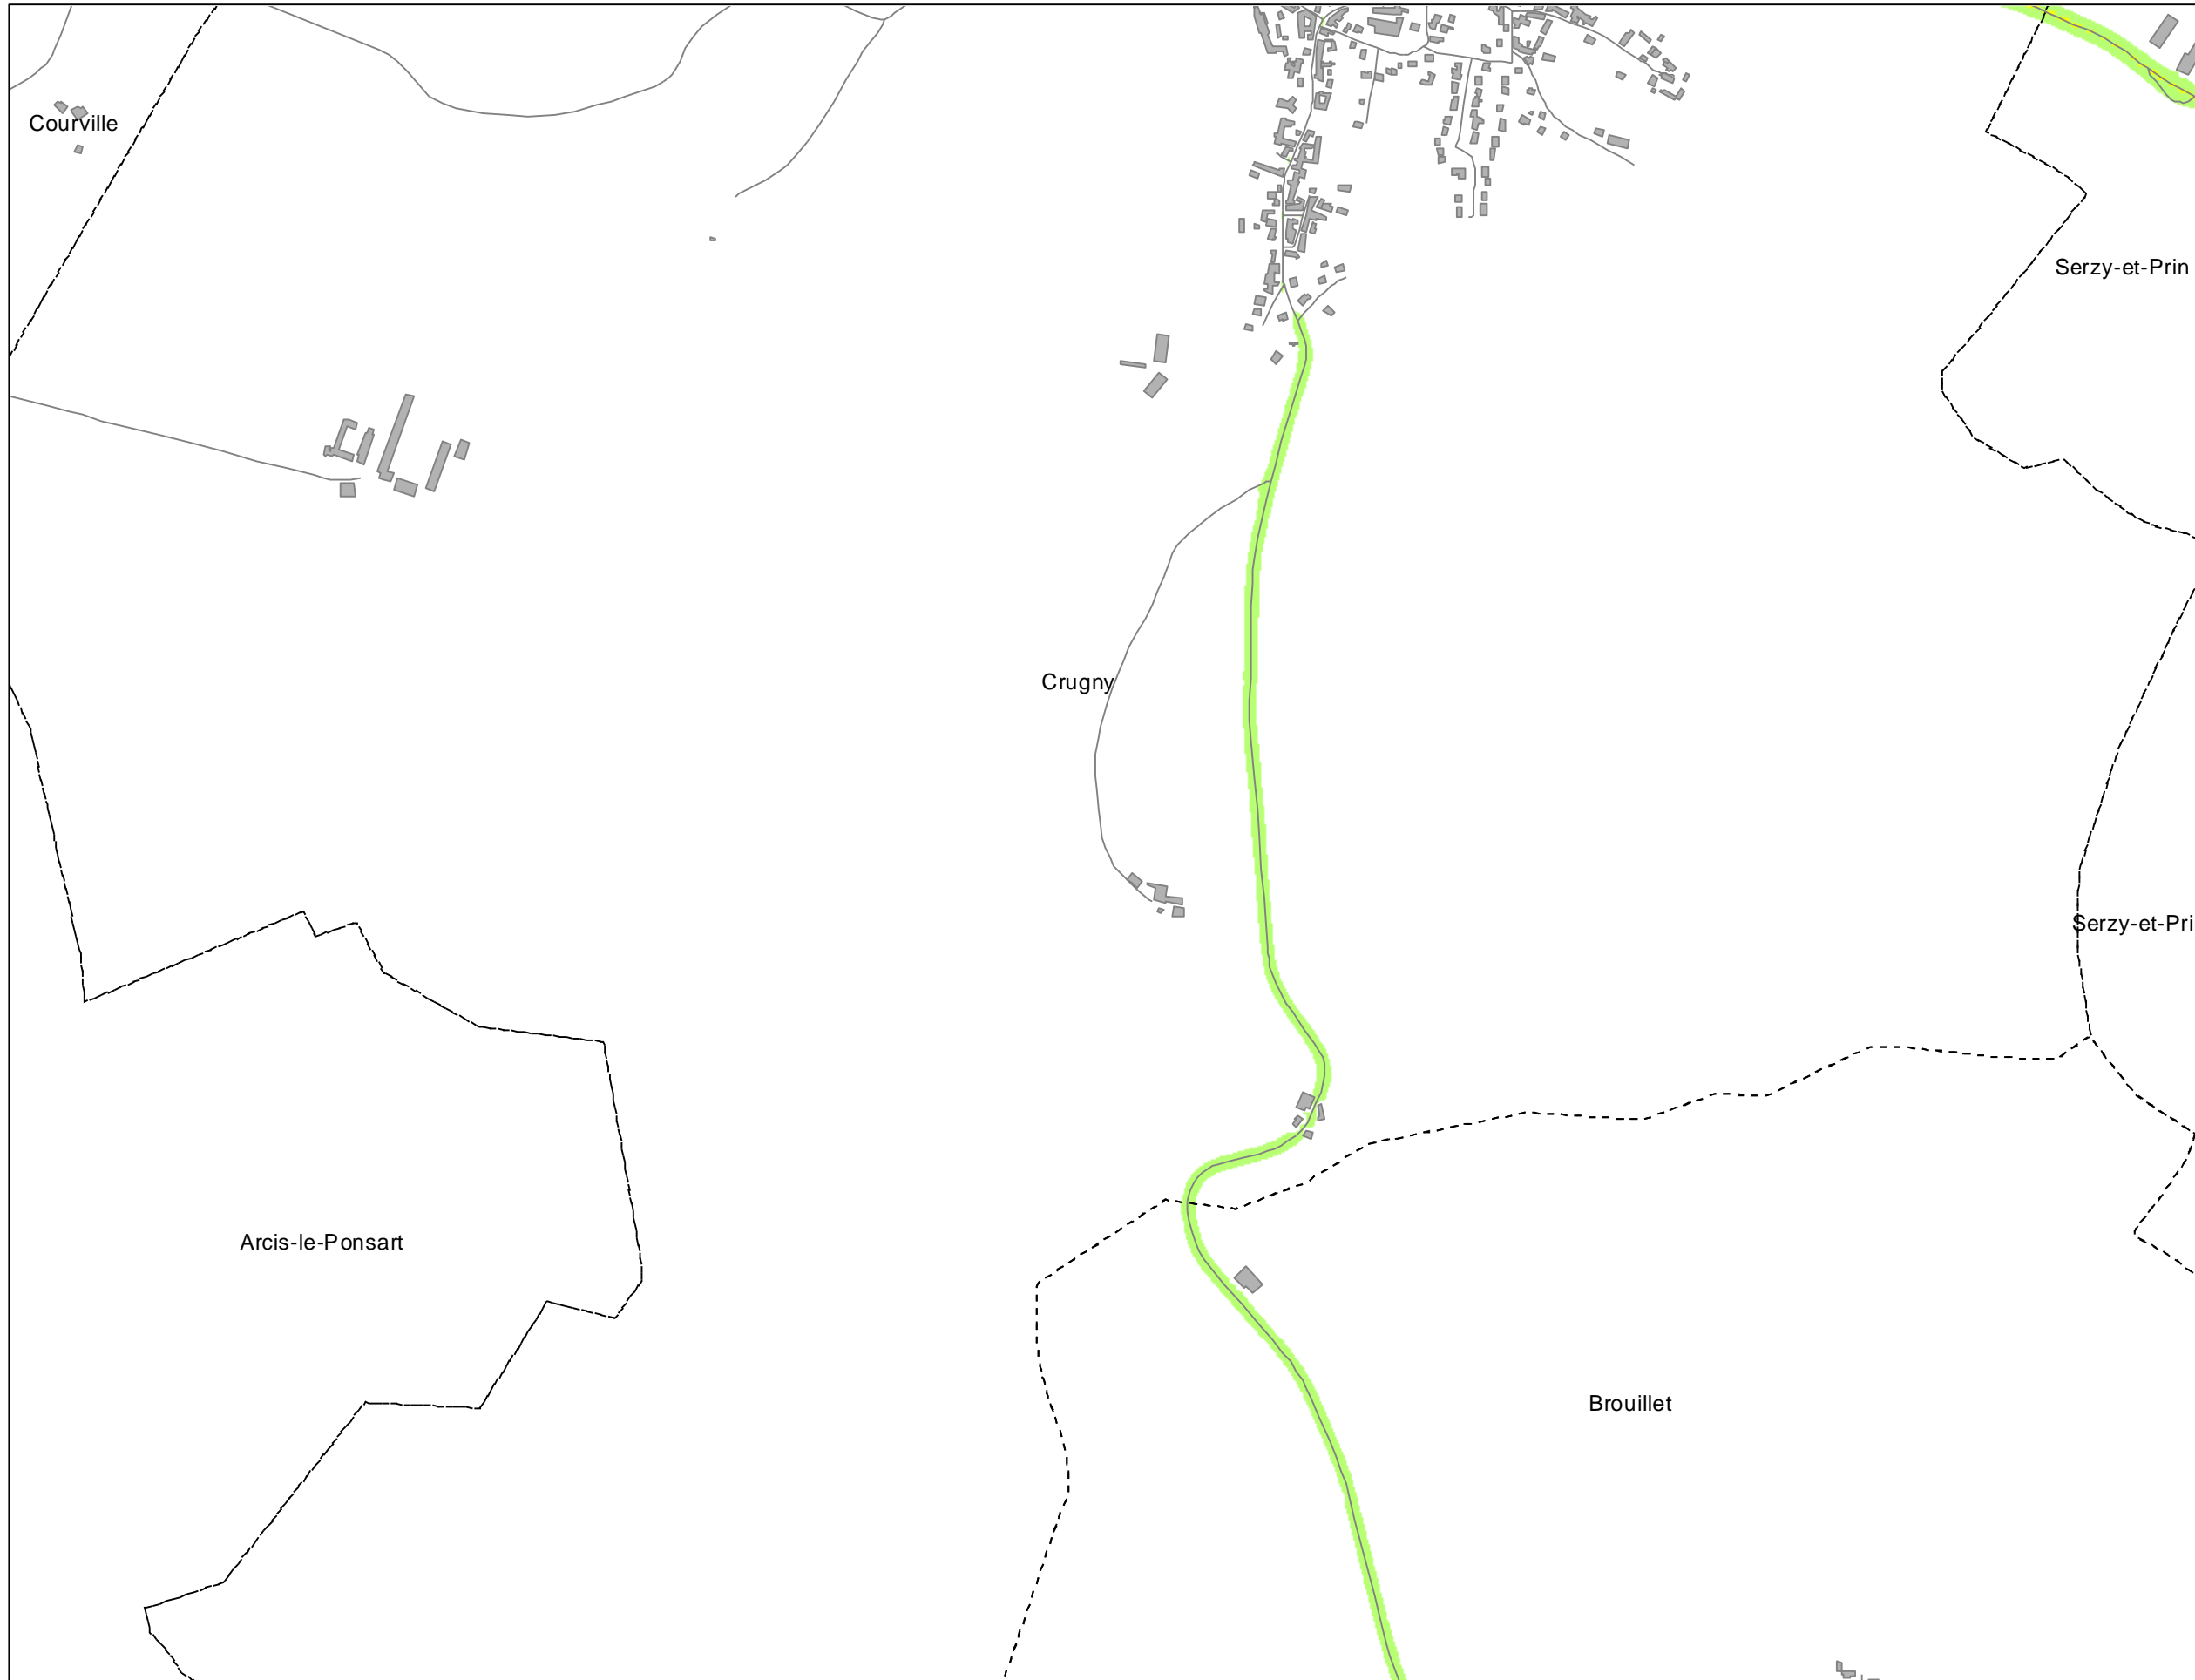 Courville
Serzy-et-Prin
Crugny
Serzy-et-Pri
Arcis-le-Ponsart
Brouillet